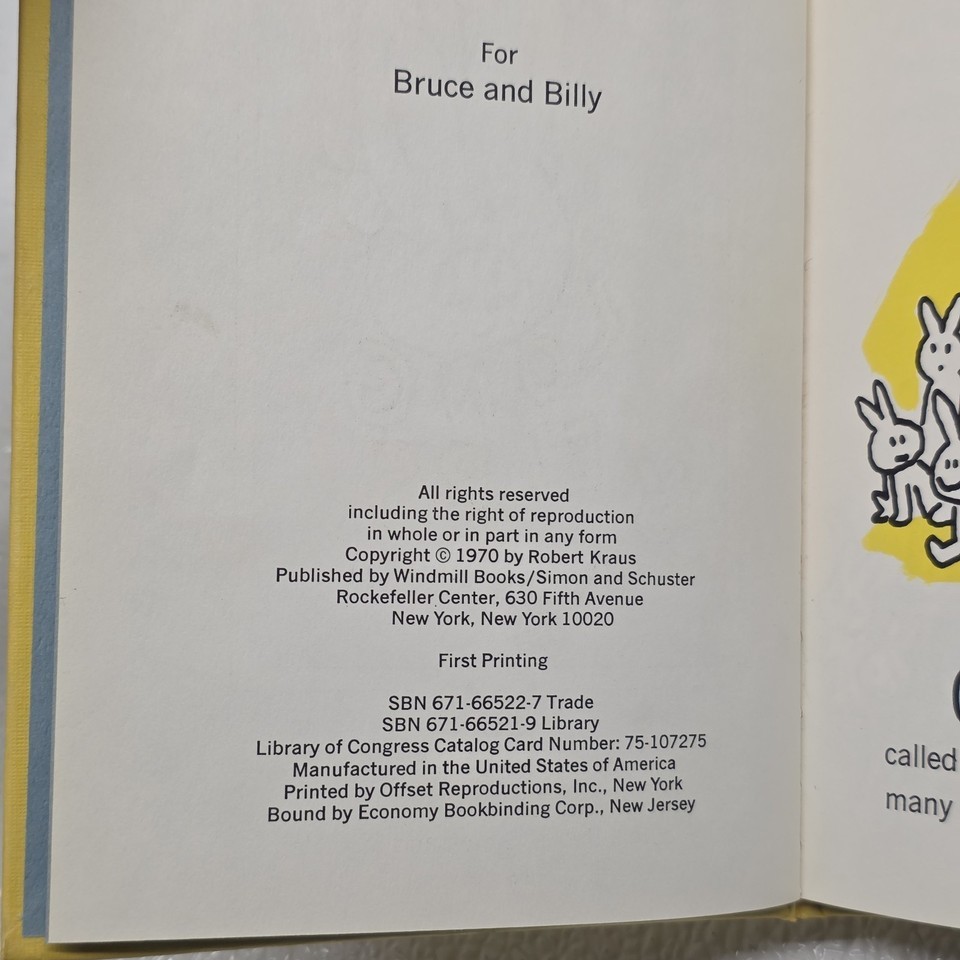 For
Bruce and Billy
All rights reserved
including the right of reproduction
in whole or in part in any form
Copyright © 1970 by Robert Kraus
Published by Windmill Books/Simon and Schuster
Rockefeller Center, 630 Fifth Avenue
New York, New York 10020
First Printing
SBN 671-66522-7 Trade
SBN 671-66521-9 Library
Library of Congress Catalog Card Number: 75-107275
Manufactured in the United States of America
Printed by Offset Reproductions, Inc., New York
Bound by Economy Bookbinding Corp., New Jersey
called
many